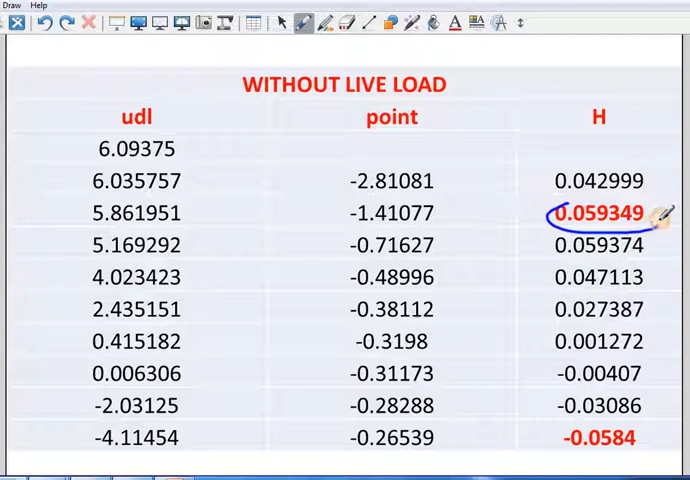 Draw Help
WITHOUT LIVE LOAD
udl point H
6.09375
6.035757 -2.81081 0.042999
5.861951 -1.41077 0.059349
5.169292 -0.71627 0.059374
4.023423 -0.48996 0.047113
2.435151 -0.38112 0.027387
0.415182 -0.3198 0.001272
0.006306 -0.31173 -0.00407
-2.03125 -0.28288 -0.03086
-4.11454 -0.26539 -0.0584